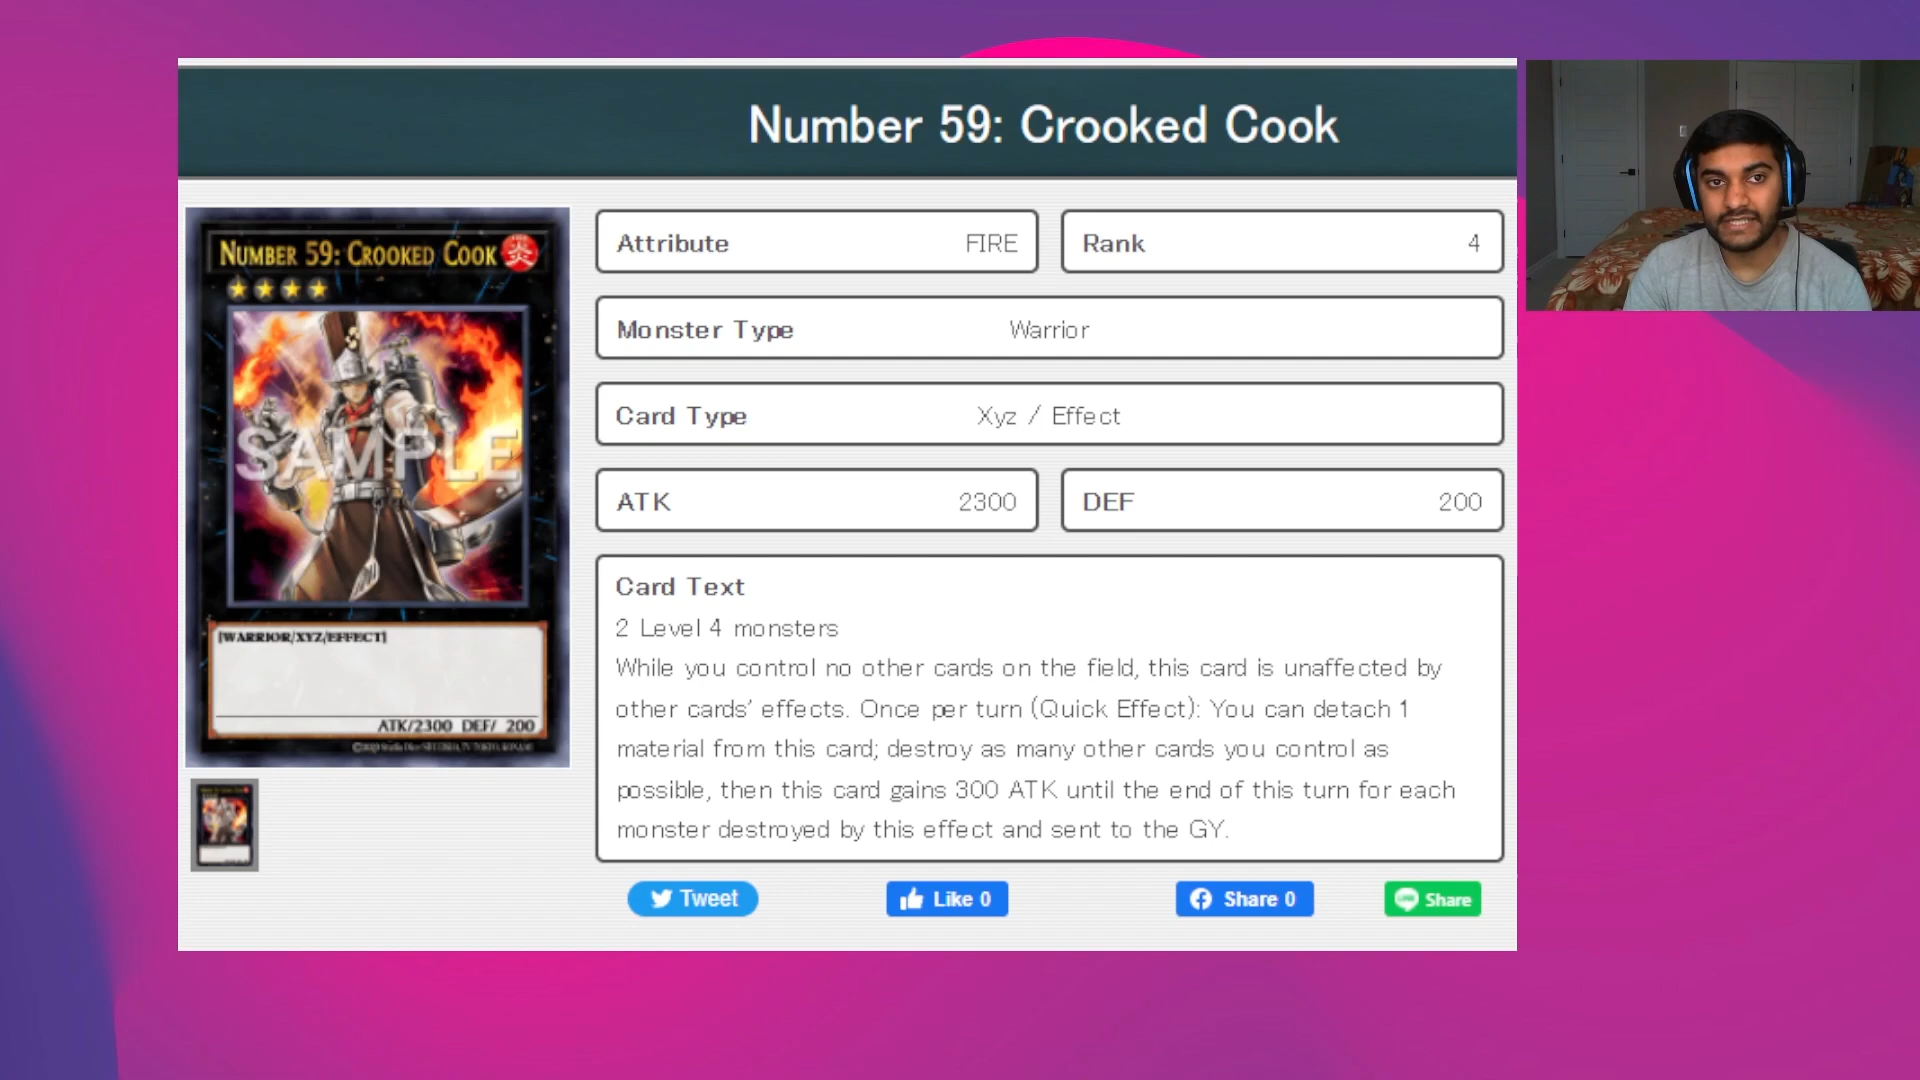 Number 59: Crooked Cook
NUMBER 59: CROOKED COOK 炎
SAMPLE
[WARRIOR/XYZ/EFFECT]
ATK/2300 DEF/ 200
Attribute FIRE
Rank 4
Monster Type Warrior
Card Type Xyz / Effect
ATK 2300
DEF 200
Card Text
2 Level 4 monsters
While you control no other cards on the field, this card is unaffected by
other cards’ effects. Once per turn (Quick Effect): You can detach 1
material from this card; destroy as many other cards you control as
possible, then this card gains 300 ATK until the end of this turn for each
monster destroyed by this effect and sent to the GY.
Tweet
Like 0
Share 0
Share